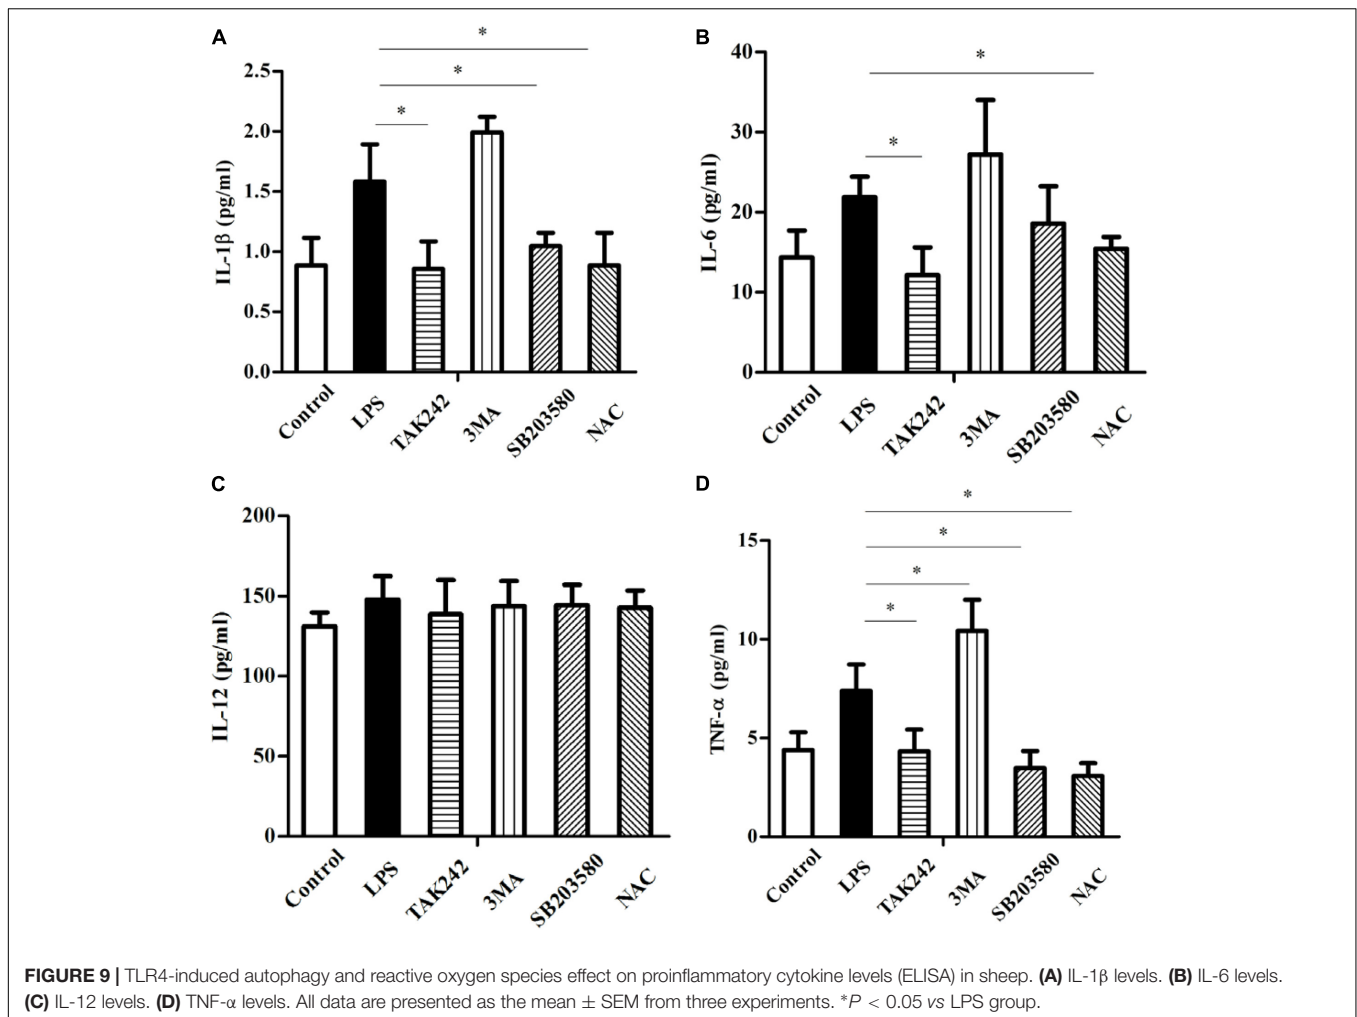 A
*
*
*
2.5
2.0
1.5
1.0
0.5
0.0
IL-1β (pg/ml)
Control
LPS
TAK242
3MA
SB203580
NAC
B
*
*
40
30
20
10
0
IL-6 (pg/ml)
Control
LPS
TAK242
3MA
SB203580
NAC
C
200
150
100
50
0
IL-12 (pg/ml)
Control
LPS
TAK242
3MA
SB203580
NAC
D
*
*
*
*
15
10
5
0
TNF-α (pg/ml)
Control
LPS
TAK242
3MA
SB203580
NAC
FIGURE 9 | TLR4-induced autophagy and reactive oxygen species effect on proinflammatory cytokine levels (ELISA) in sheep. (A) IL-1β levels. (B) IL-6 levels.
(C) IL-12 levels. (D) TNF-α levels. All data are presented as the mean ± SEM from three experiments. *P < 0.05 vs LPS group.